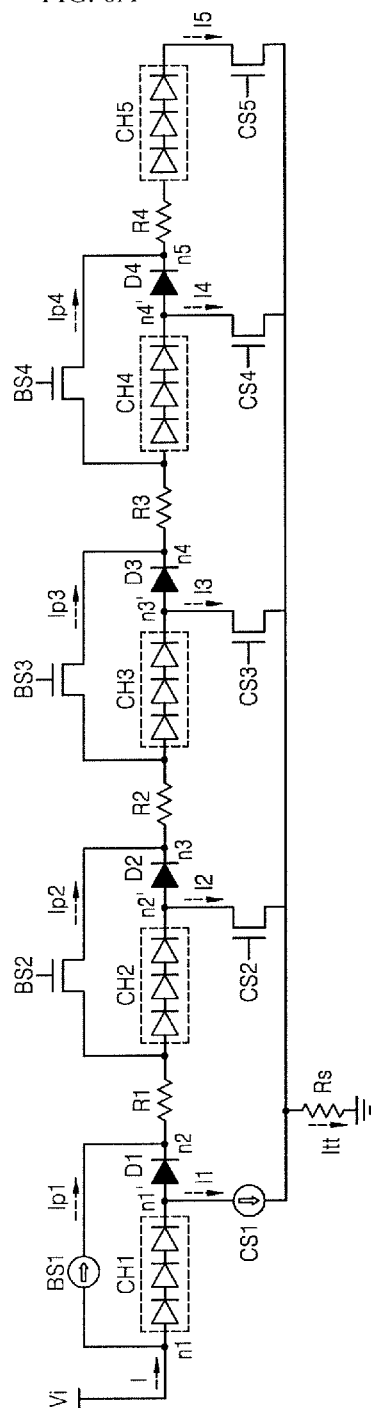 FIG.
Ip1
Ip2
Ip3
Ip4
BS1
BS2
BS3
BS4
CH1
CH2
CH3
CH4
CH5
Vi
I
n1
n1'
D1
n2
R1
n2'
D2
n3
R2
n3'
D3
n4
R3
n4'
D4
n5
R4
I1
I2
I3
I4
I5
CS1
CS2
CS3
CS4
CS5
Itt
Rs